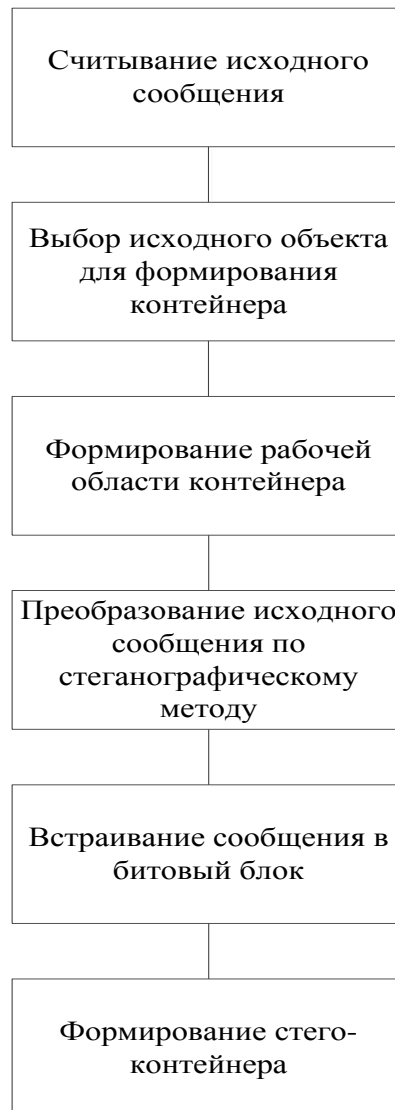 Считывание исходного
сообщения
Выбор исходного объекта
для формирования
контейнера
Формирование рабочей
области контейнера
Преобразование исходного
сообщения по
стеганографическому
методу
Встраивание сообщения в
битовый блок
Формирование стего-
контейнера